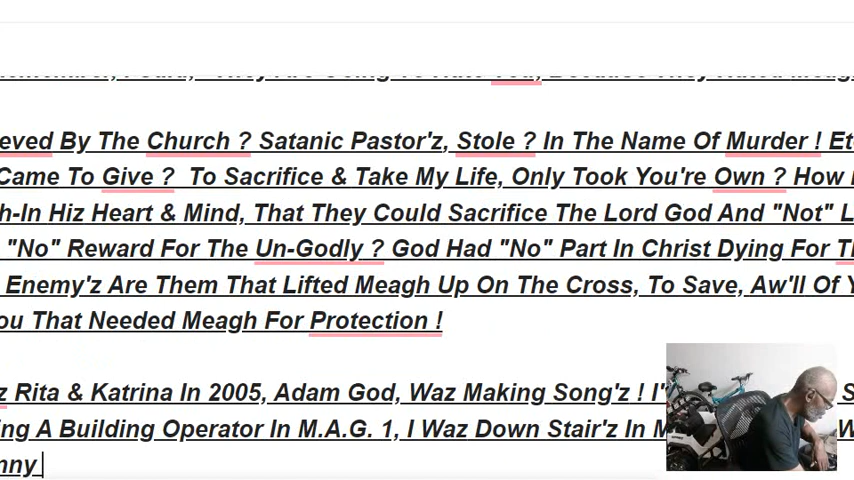 eved By The Church ? Satanic Pastor'z, Stole ? In The Name Of Murder ! Et
Came To Give ?  To Sacrifice & Take My Life, Only Took You're Own ? How
h-In Hiz Heart & Mind, That They Could Sacrifice The Lord God And "Not" L
"No" Reward For The Un-Godly ? God Had "No" Part In Christ Dying For T
Enemy'z Are Them That Lifted Meagh Up On The Cross, To Save, Aw'll Of Y
ou That Needed Meagh For Protection !
z Rita & Katrina In 2005, Adam God, Waz Making Song'z ! I' S
ng A Building Operator In M.A.G. 1, I Waz Down Stair'z In M W
nny